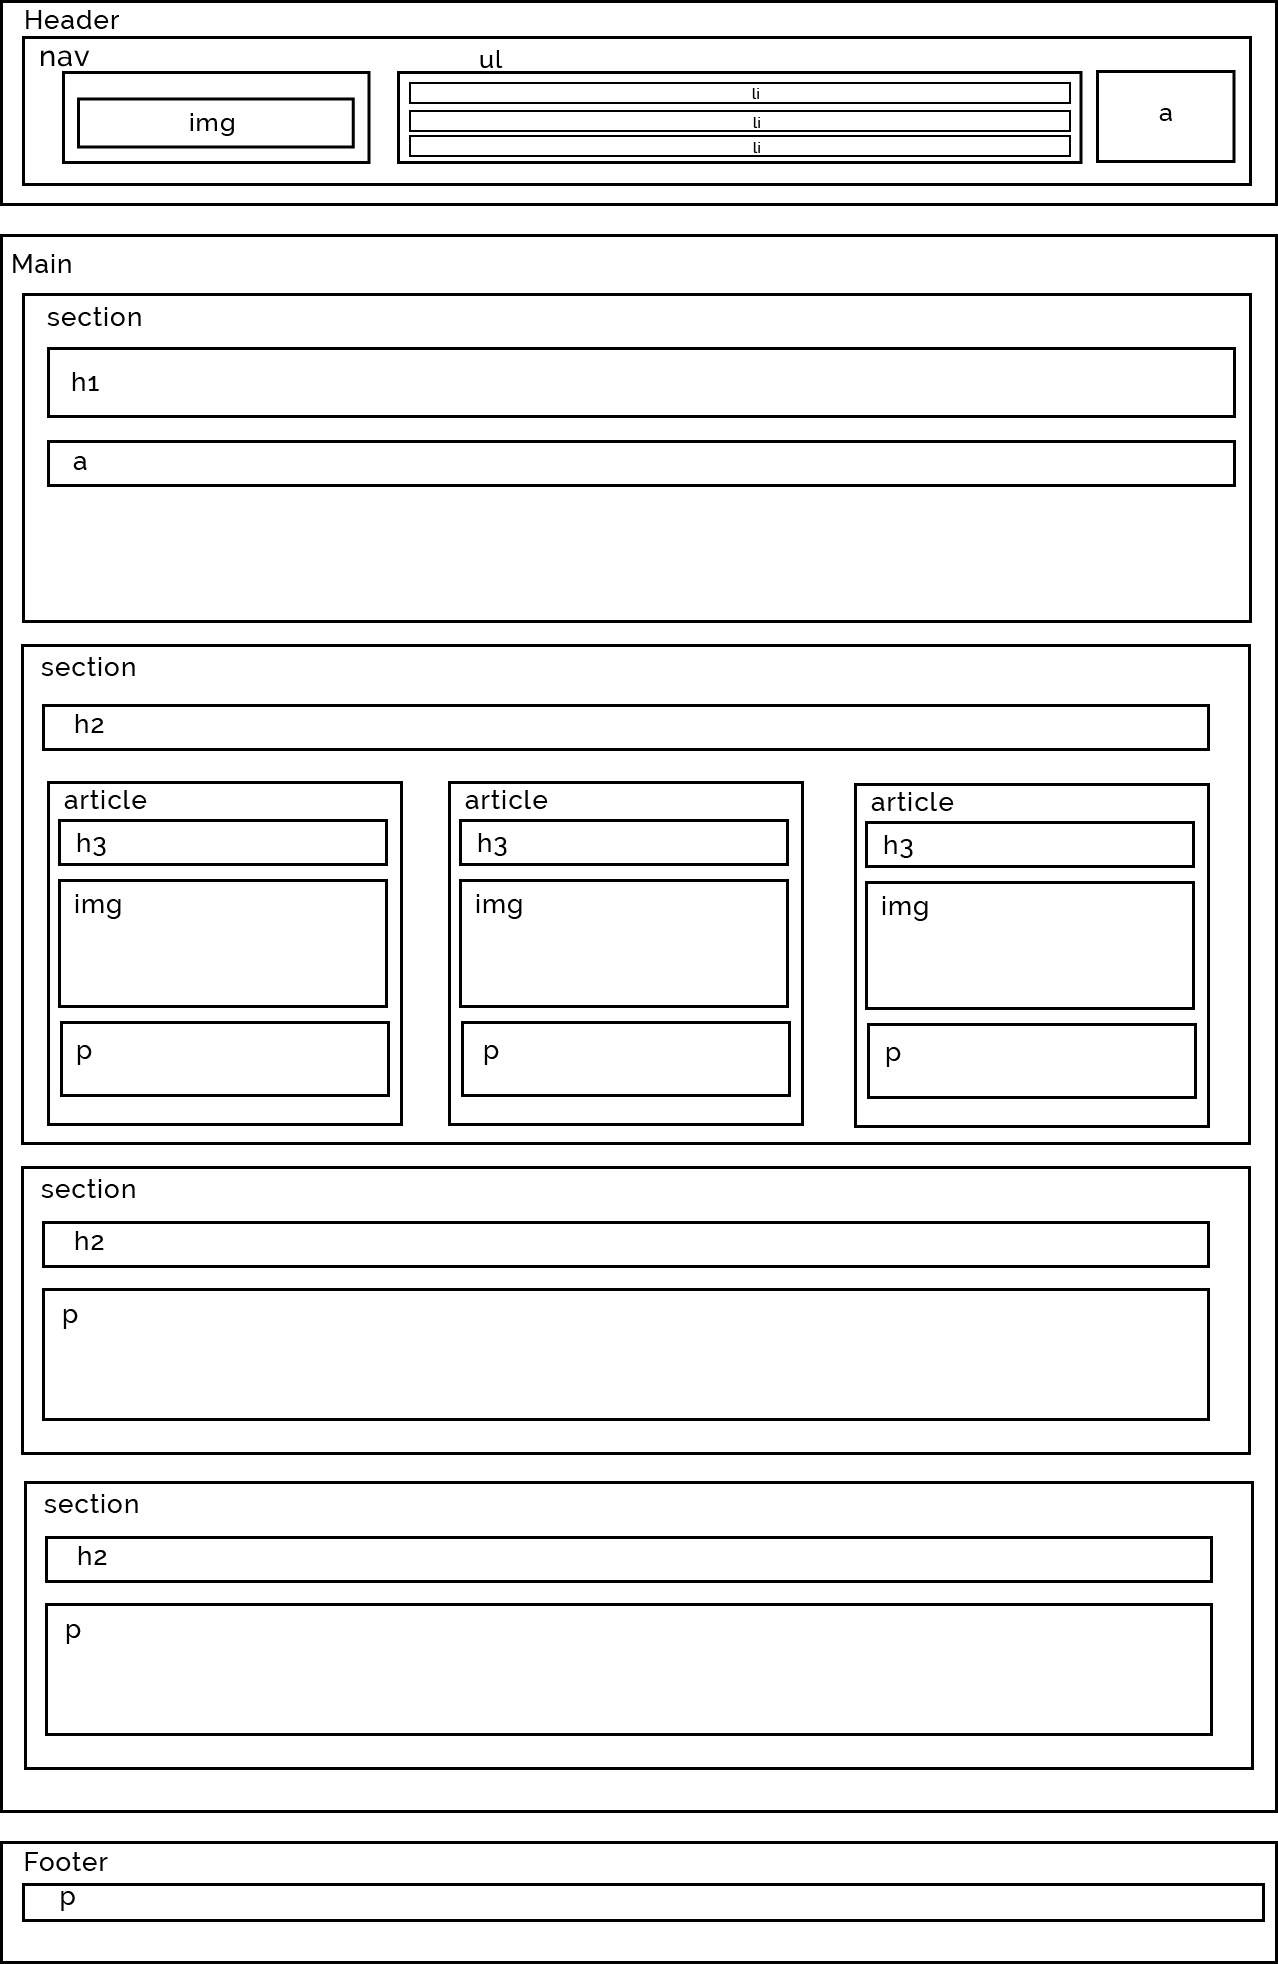 Header
nav
ul
img
li
li
li
a
Main
section
h1
a
section
h2
article
h3
img
p
article
h3
img
p
article
h3
img
p
section
h2
p
section
h2
p
Footer
p